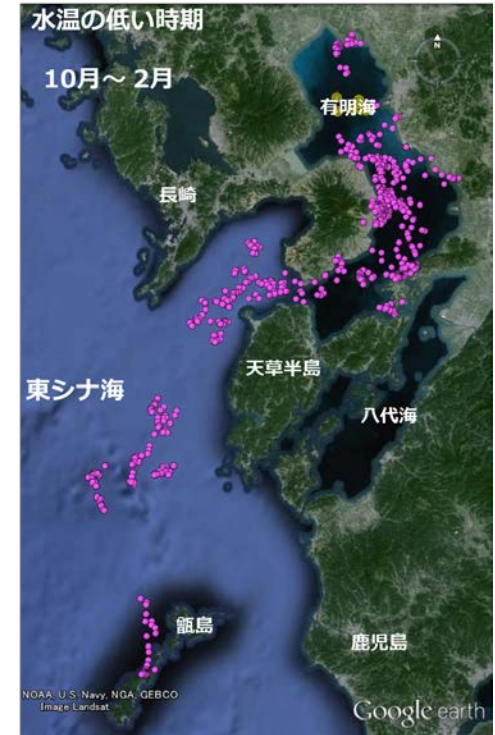 水温の低い時期
10月～ 2月
N
有明海
長崎
天草半島
東シナ海
八代海
甑島
鹿児島
NOAA, U.S. Navy, NGA, GEBCO
Image Landsat
Google earth